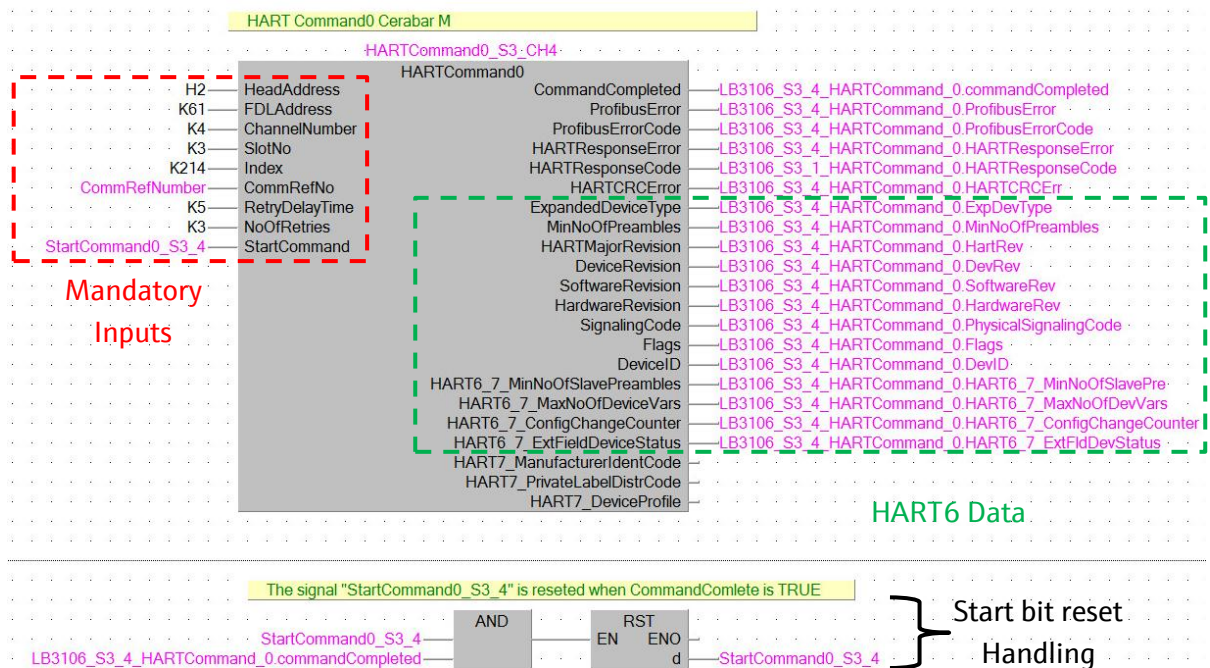 HART Command0 Cerabar M
HARTCommand0_S3_CH4
HARTCommand0
H2 HeadAddress CommandCompleted LB3106_S3_4_HARTCommand_0.commandCompleted
K61 FDLAddress ProfibusError LB3106_S3_4_HARTCommand_0.ProfibusError
K4 ChannelNumber ProfibusErrorCode LB3106_S3_4_HARTCommand_0.ProfibusErrorCode
K3 SlotNo HARTResponseError LB3106_S3_4_HARTCommand_0.HARTResponseError
K214 Index HARTResponseCode LB3106_S3_1_HARTCommand_0.HARTResponseCode
CommRefNumber CommRefNo HARTCRCError LB3106_S3_4_HARTCommand_0.HARTCRCErr
K5 RetryDelayTime ExpandedDeviceType LB3106_S3_4_HARTCommand_0.ExpDevType
K3 NoOfRetries MinNoOfPreambles LB3106_S3_4_HARTCommand_0.MinNoOfPreambles
StartCommand0_S3_4 StartCommand HARTMajorRevision LB3106_S3_4_HARTCommand_0.HartRev
DeviceRevision LB3106_S3_4_HARTCommand_0.DevRev
SoftwareRevision LB3106_S3_4_HARTCommand_0.SoftwareRev
HardwareRevision LB3106_S3_4_HARTCommand_0.HardwareRev
SignalingCode LB3106_S3_4_HARTCommand_0.PhysicalSignalingCode
Flags LB3106_S3_4_HARTCommand_0.Flags
DeviceID LB3106_S3_4_HARTCommand_0.DevID
HART6_7_MinNoOfSlavePreambles LB3106_S3_4_HARTCommand_0.HART6_7_MinNoOfSlavePre
HART6_7_MaxNoOfDeviceVars LB3106_S3_4_HARTCommand_0.HART6_7_MaxNoOfDevVars
HART6_7_ConfigChangeCounter LB3106_S3_4_HARTCommand_0.HART6_7_ConfigChangeCounter
HART6_7_ExtFieldDeviceStatus LB3106_S3_4_HARTCommand_0.HART6_7_ExtFldDevStatus
HART7_ManufacturerIdentCode
HART7_PrivateLabelDistrCode
HART7_DeviceProfile
Mandatory
Inputs
HART6 Data
The signal "StartCommand0_S3_4" is reseted when CommandComlete is TRUE
AND RST
StartCommand0_S3_4 EN ENO
LB3106_S3_4_HARTCommand_0.commandCompleted d StartCommand0_S3_4
Start bit reset
Handling